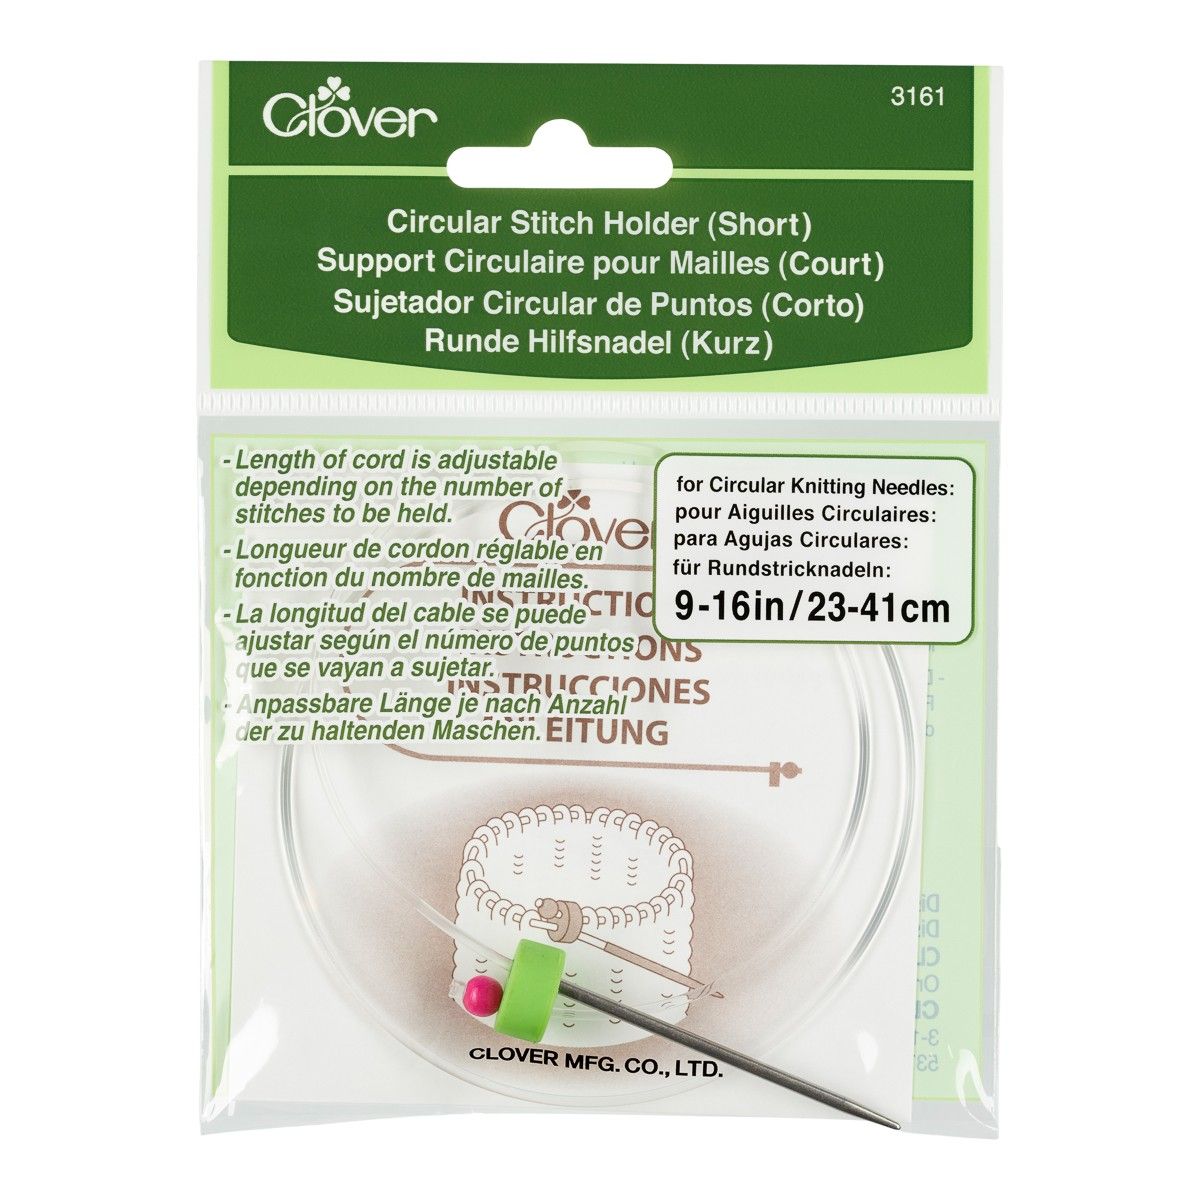 Clover
3161
Circular Stitch Holder (Short)
Support Circulaire pour Mailles (Court)
Sujetador Circular de Puntos (Corto)
Runde Hilfsnadel (Kurz)
- Length of cord is adjustable
depending on the number of
stitches to be held.
- Longueur de cordon réglable en
fonction du nombre de mailles.
- La longitud del cable se puede
ajustar según el número de puntos
que se vayan a sujetar.
- Anpassbare Länge je nach Anzahl
der zu haltenden Maschen.
for Circular Knitting Needles:
pour Aiguilles Circulaires:
para Agujas Circulares:
für Rundstricknadeln:
9-16in/23-41cm
Clover
INSTRUCCIONES
CLOVER MFG. CO., LTD.